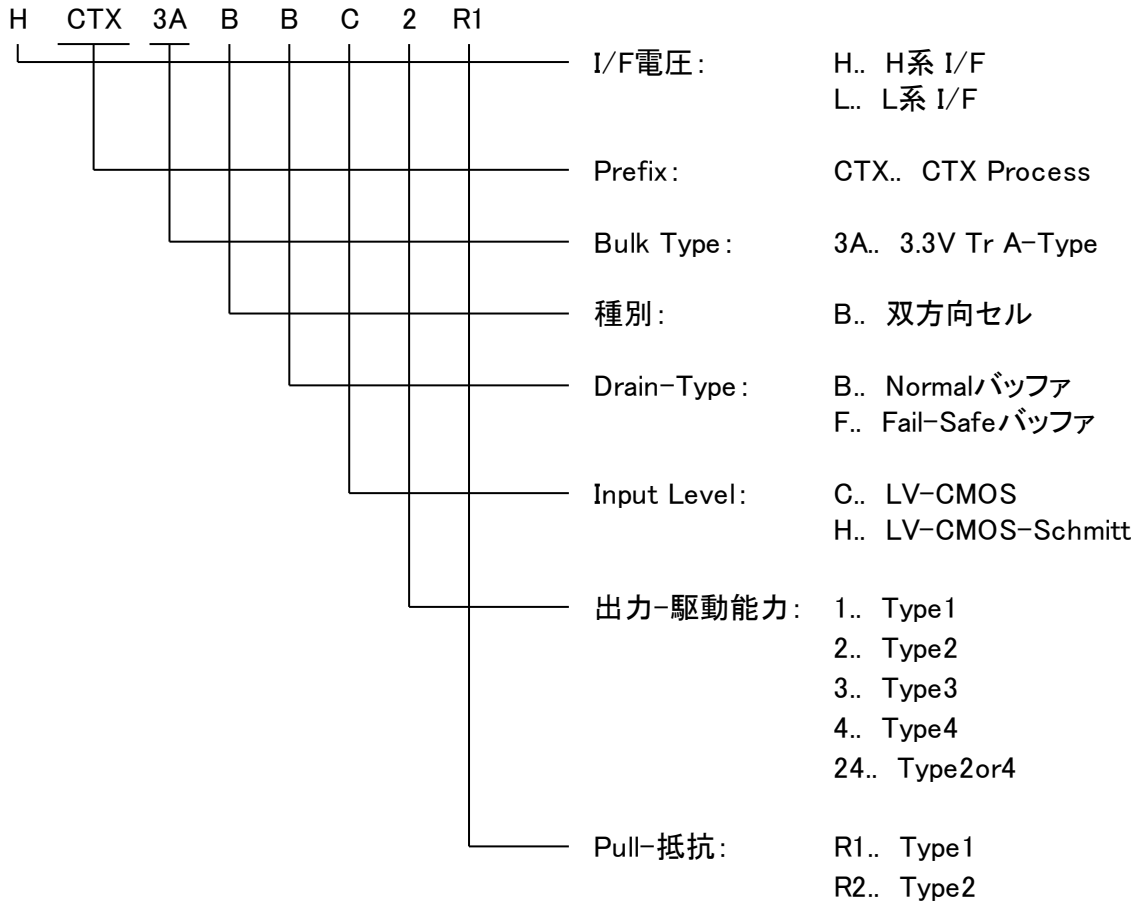 H CTX 3A B B C 2 R1
I/F電圧: H.. H系 I/F
L.. L系 I/F
Prefix: CTX.. CTX Process
Bulk Type: 3A.. 3.3V Tr A-Type
種別: B.. 双方向セル
Drain-Type: B.. Normalバッファ
F.. Fail-Safeバッファ
Input Level: C.. LV-CMOS
H.. LV-CMOS-Schmitt
出力-駆動能力: 1.. Type1
2.. Type2
3.. Type3
4.. Type4
24.. Type2or4
Pull-抵抗: R1.. Type1
R2.. Type2